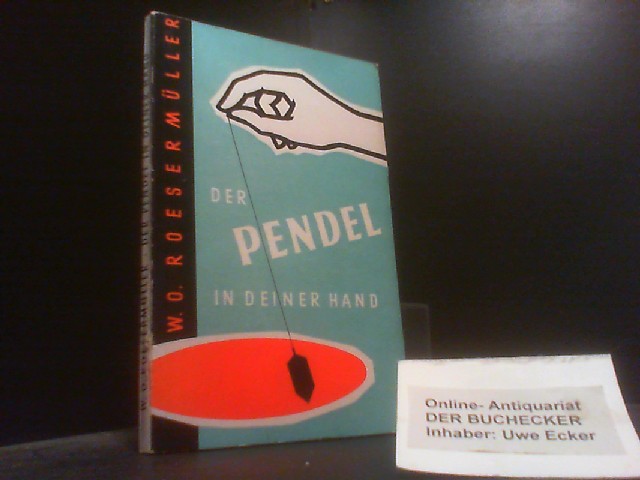 W. O. ROESERMÜLLER
DER
PENDEL
IN DEINER HAND
Online- Antiquariat
DER BUCHECKER
Inhaber: Uwe Ecker